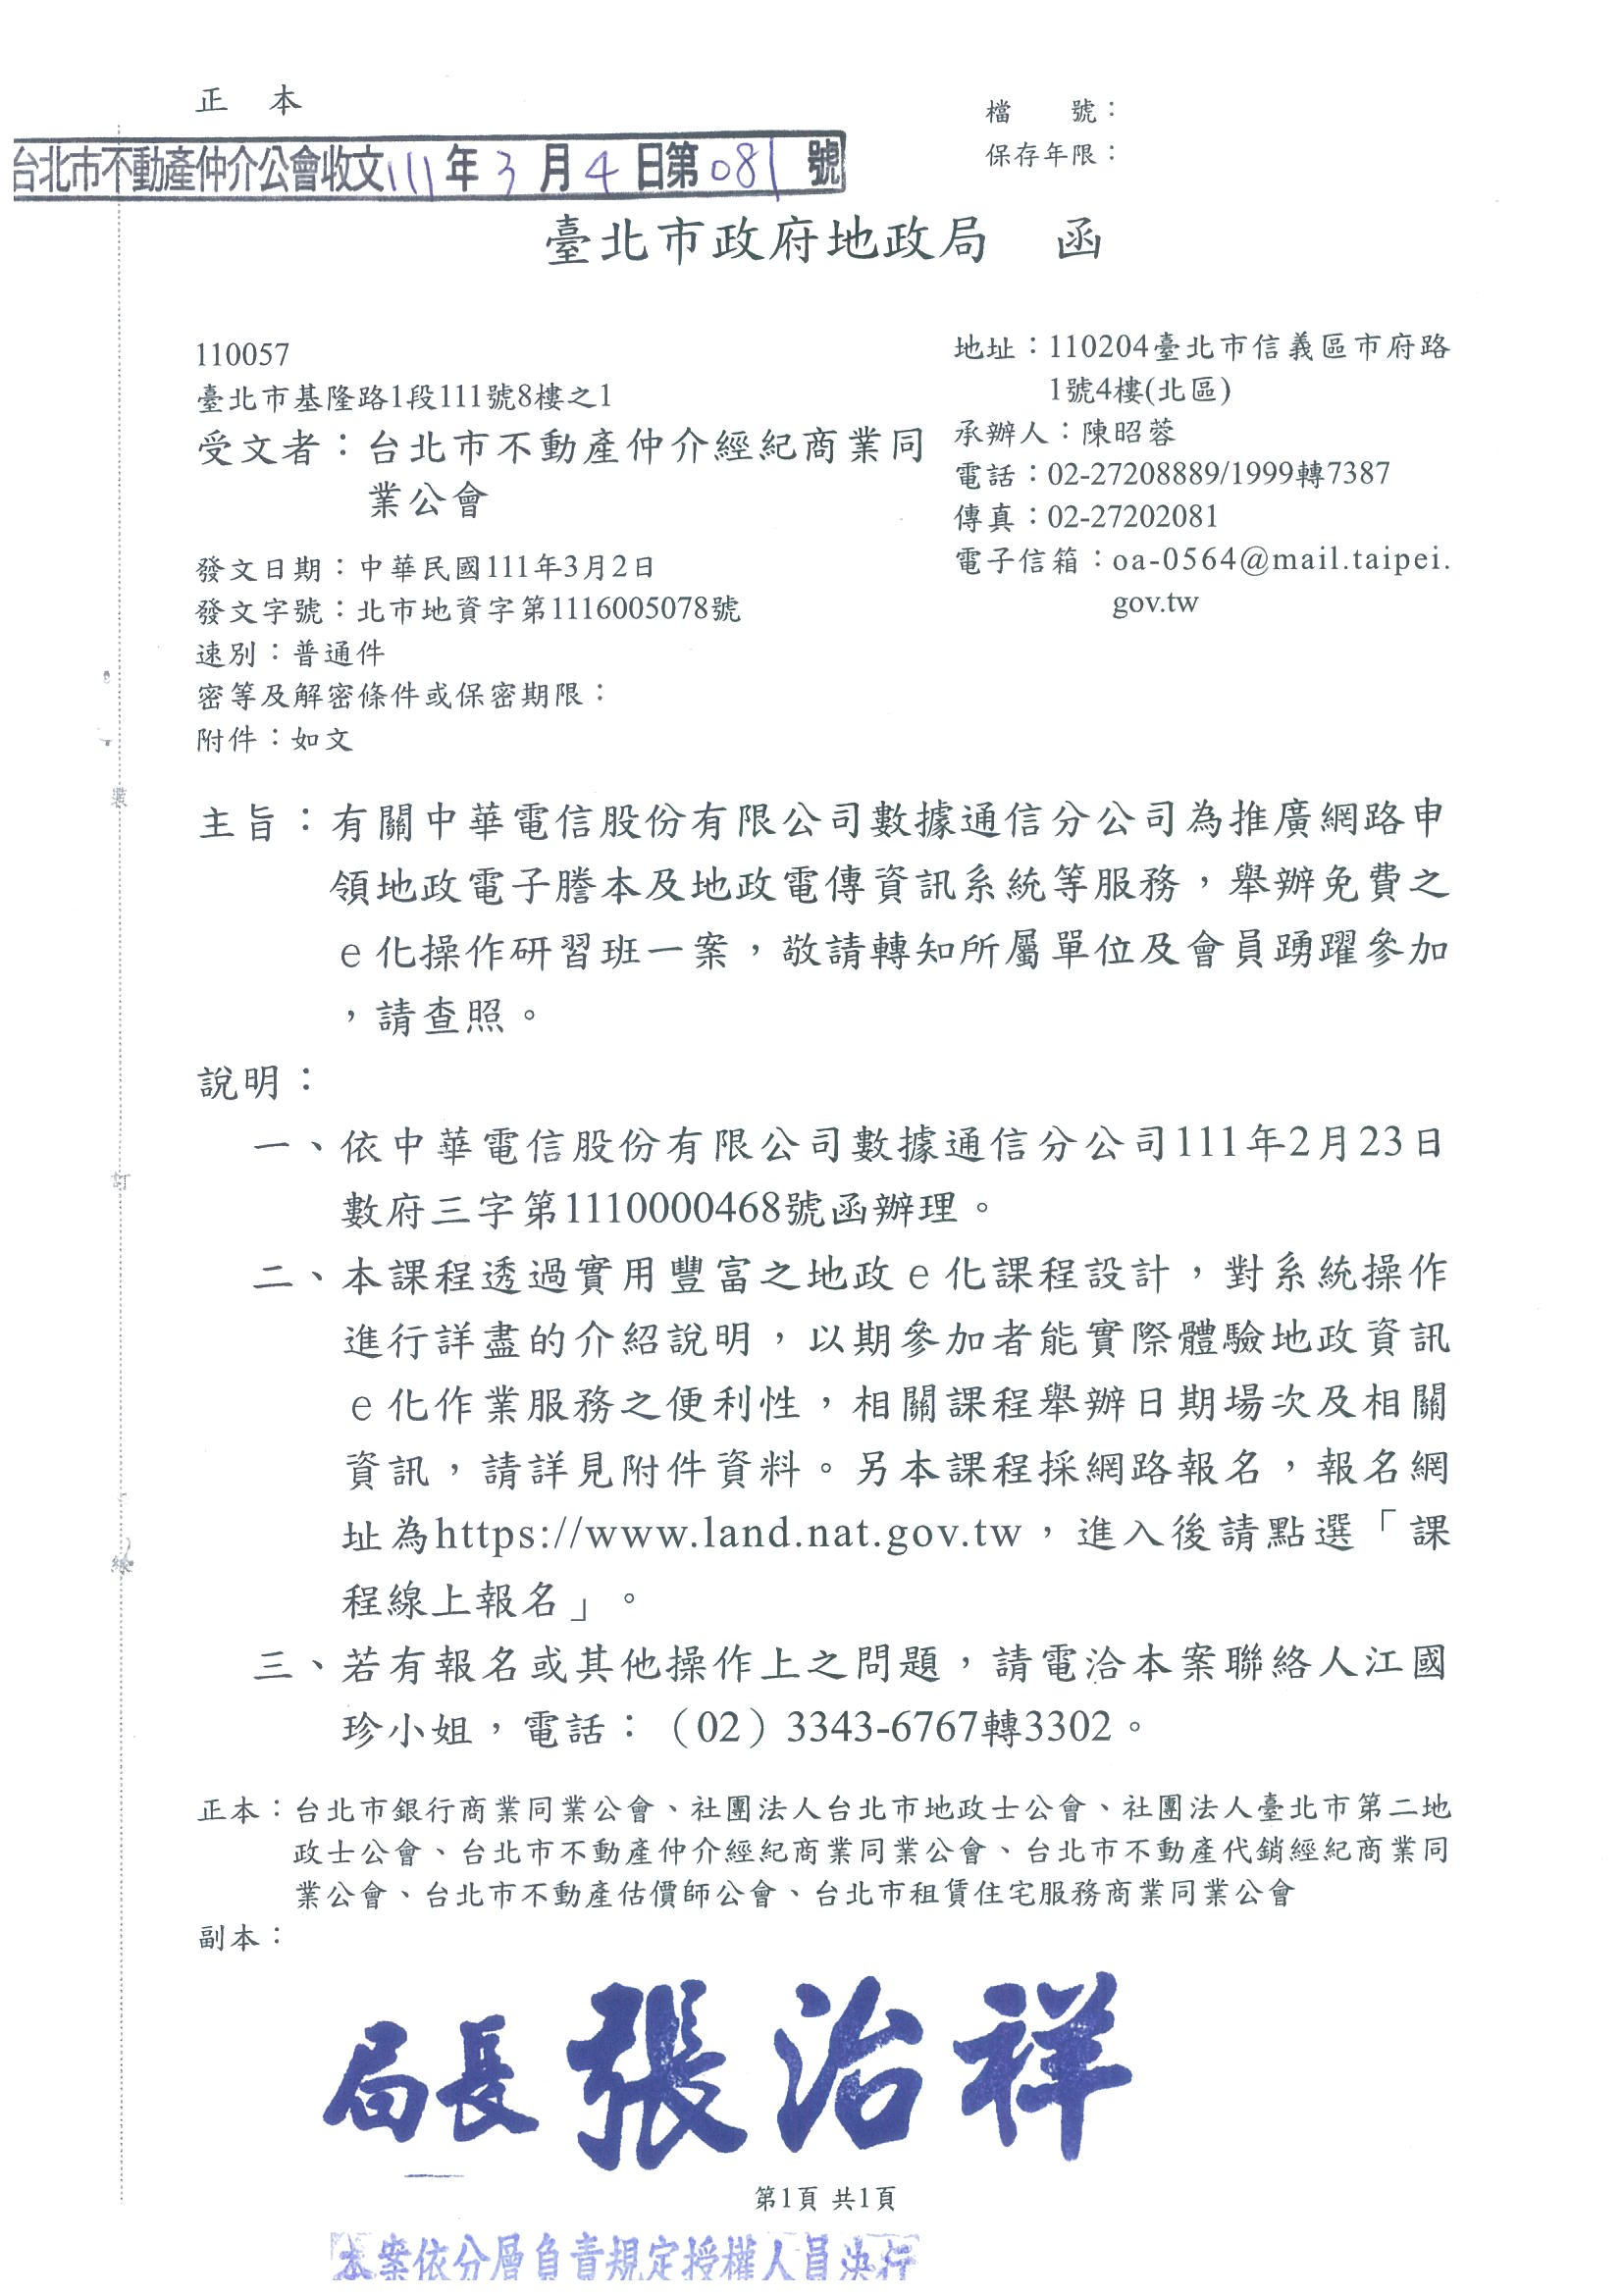 正　本
檔　　號：
保存年限：
台北市不動產仲介公會收文111年3月4日第081號
臺北市政府地政局　函
110057
臺北市基隆路1段111號8樓之1
受文者：台北市不動產仲介經紀商業同
業公會
地址：110204臺北市信義區市府路
1號4樓(北區)
承辦人：陳昭蓉
電話：02-27208889/1999轉7387
傳真：02-27202081
電子信箱：oa-0564@mail.taipei.
gov.tw
發文日期：中華民國111年3月2日
發文字號：北市地資字第1116005078號
速別：普通件
密等及解密條件或保密期限：
附件：如文
主旨：有關中華電信股份有限公司數據通信分公司為推廣網路申
領地政電子謄本及地政電傳資訊系統等服務，舉辦免費之
e化操作研習班一案，敬請轉知所屬單位及會員踴躍參加
，請查照。
說明：
一、依中華電信股份有限公司數據通信分公司111年2月23日
數府三字第1110000468號函辦理。
二、本課程透過實用豐富之地政e化課程設計，對系統操作
進行詳盡的介紹說明，以期參加者能實際體驗地政資訊
e化作業服務之便利性，相關課程舉辦日期場次及相關
資訊，請詳見附件資料。另本課程採網路報名，報名網
址為https://www.land.nat.gov.tw，進入後請點選「課
程線上報名」。
三、若有報名或其他操作上之問題，請電洽本案聯絡人江國
珍小姐，電話：（02）3343-6767轉3302。
正本：台北市銀行商業同業公會、社團法人台北市地政士公會、社團法人臺北市第二地
政士公會、台北市不動產仲介經紀商業同業公會、台北市不動產代銷經紀商業同
業公會、台北市不動產估價師公會、台北市租賃住宅服務商業同業公會
副本：
裝
訂
線
局長 張治祥
第1頁 共1頁
本案依分層負責規定授權人員決行